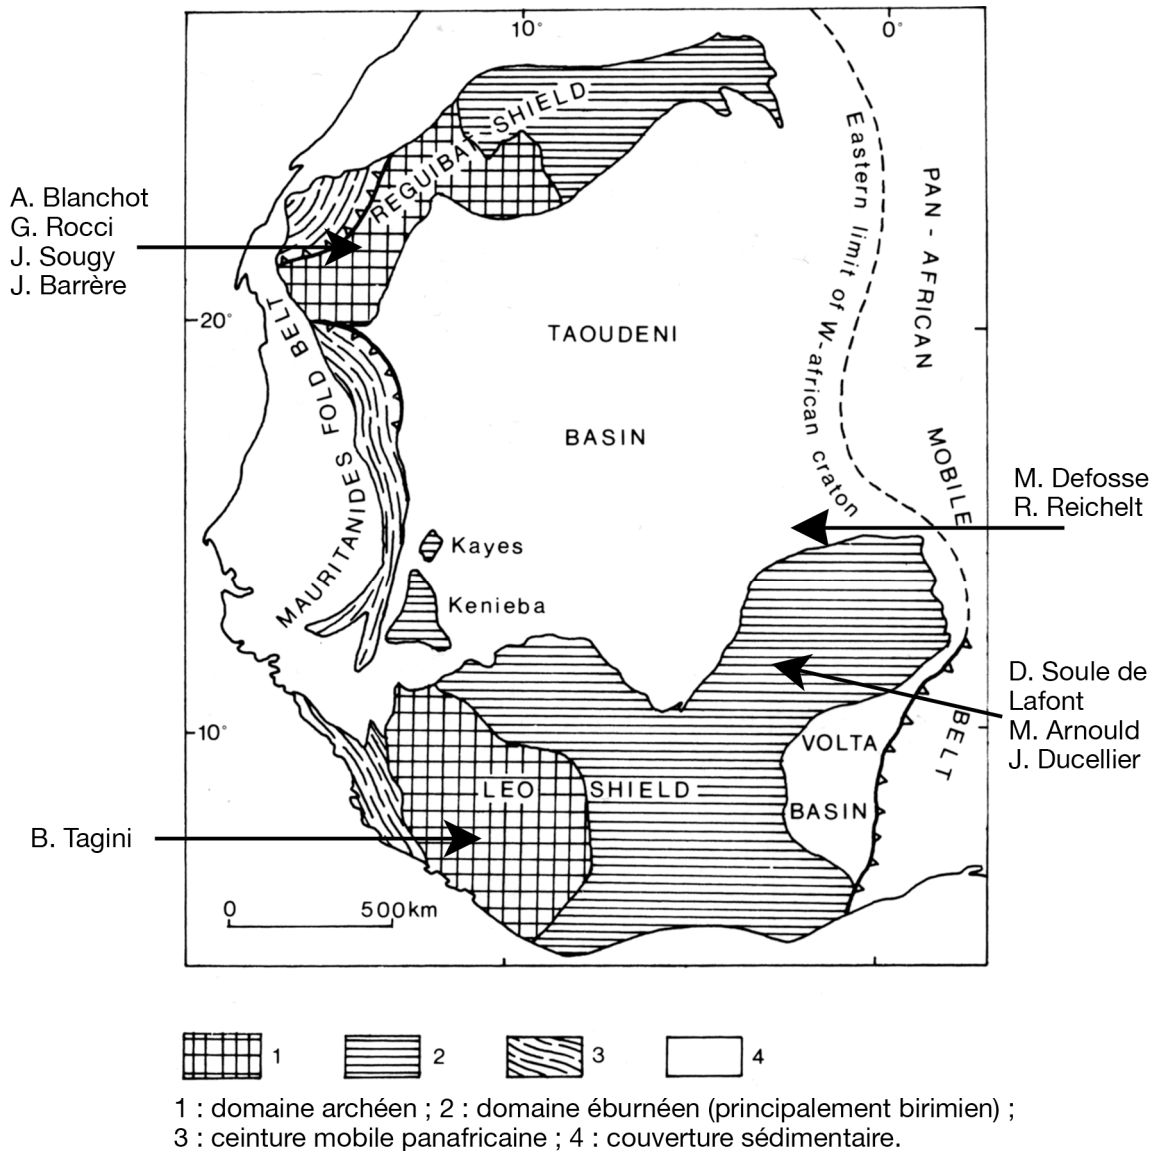 10°
0°
REGUIBAT SHIELD
Eastern limit of W-african craton
PAN-AFRICAN
MOBILE
BELT
A. Blanchot
G. Rocci
J. Sougy
J. Barrère
20°
TAOUDENI
BASIN
MAURITANIDES FOLD BELT
M. Defosse
R. Reichelt
Kayes
Kenieba
D. Soule de
Lafont
M. Arnould
J. Ducellier
10°
VOLTA
BASIN
LEO SHIELD
B. Tagini
0 500km
1 2 3 4
1 : domaine archéen ; 2 : domaine éburnéen (principalement birimien) ;
3 : ceinture mobile panafricaine ; 4 : couverture sédimentaire.